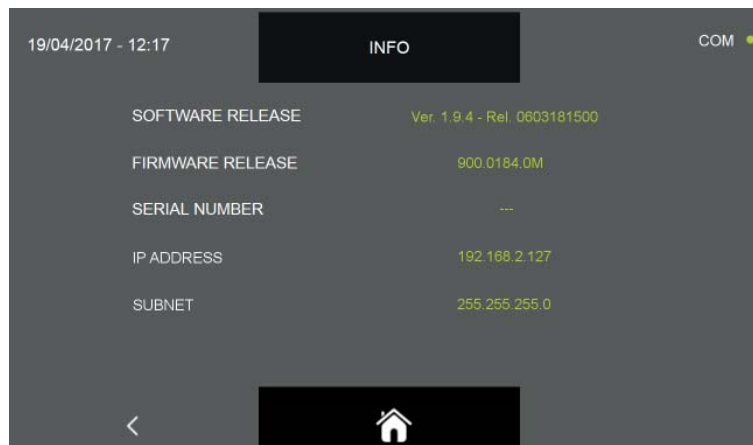 19/04/2017 - 12:17 INFO COM
SOFTWARE RELEASE Ver. 1.9.4 - Rel. 0603181500
FIRMWARE RELEASE 900.0184.0M
SERIAL NUMBER ---
IP ADDRESS 192.168.2.127
SUBNET 255.255.255.0